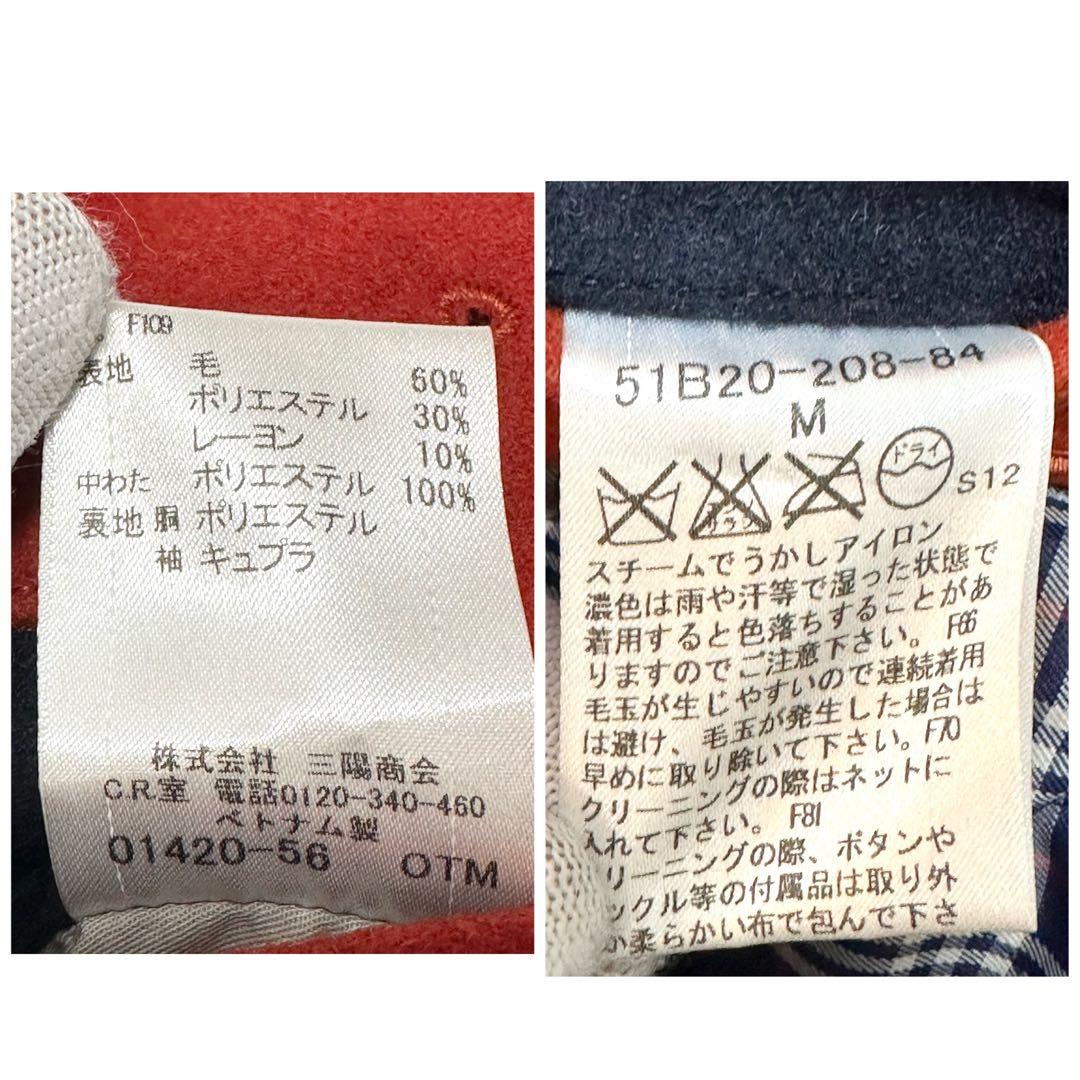 F109
表地 毛 60%
ポリエステル 30%
レーヨン 10%
中わた ポリエステル 100%
裏地 胴 ポリエステル
袖 キュプラ
株式会社 三陽商会
C.R.室 電話0120-340-460
ベトナム製
01420-56 OTM
51B20-208-84
M
ドライ
S12
スチームでうかしアイロン
濃色は雨や汗等で湿った状態で
着用すると色落ちすることがあ
りますのでご注意下さい。 F66
毛玉が生じやすいので連続着用
は避け、毛玉が発生した場合は
早めに取り除いて下さい。F70
クリーニングの際はネットに
入れて下さい。 F81
リーニングの際、ボタンや
ックル等の付属品は取り外
か柔らかい布で包んで下さ